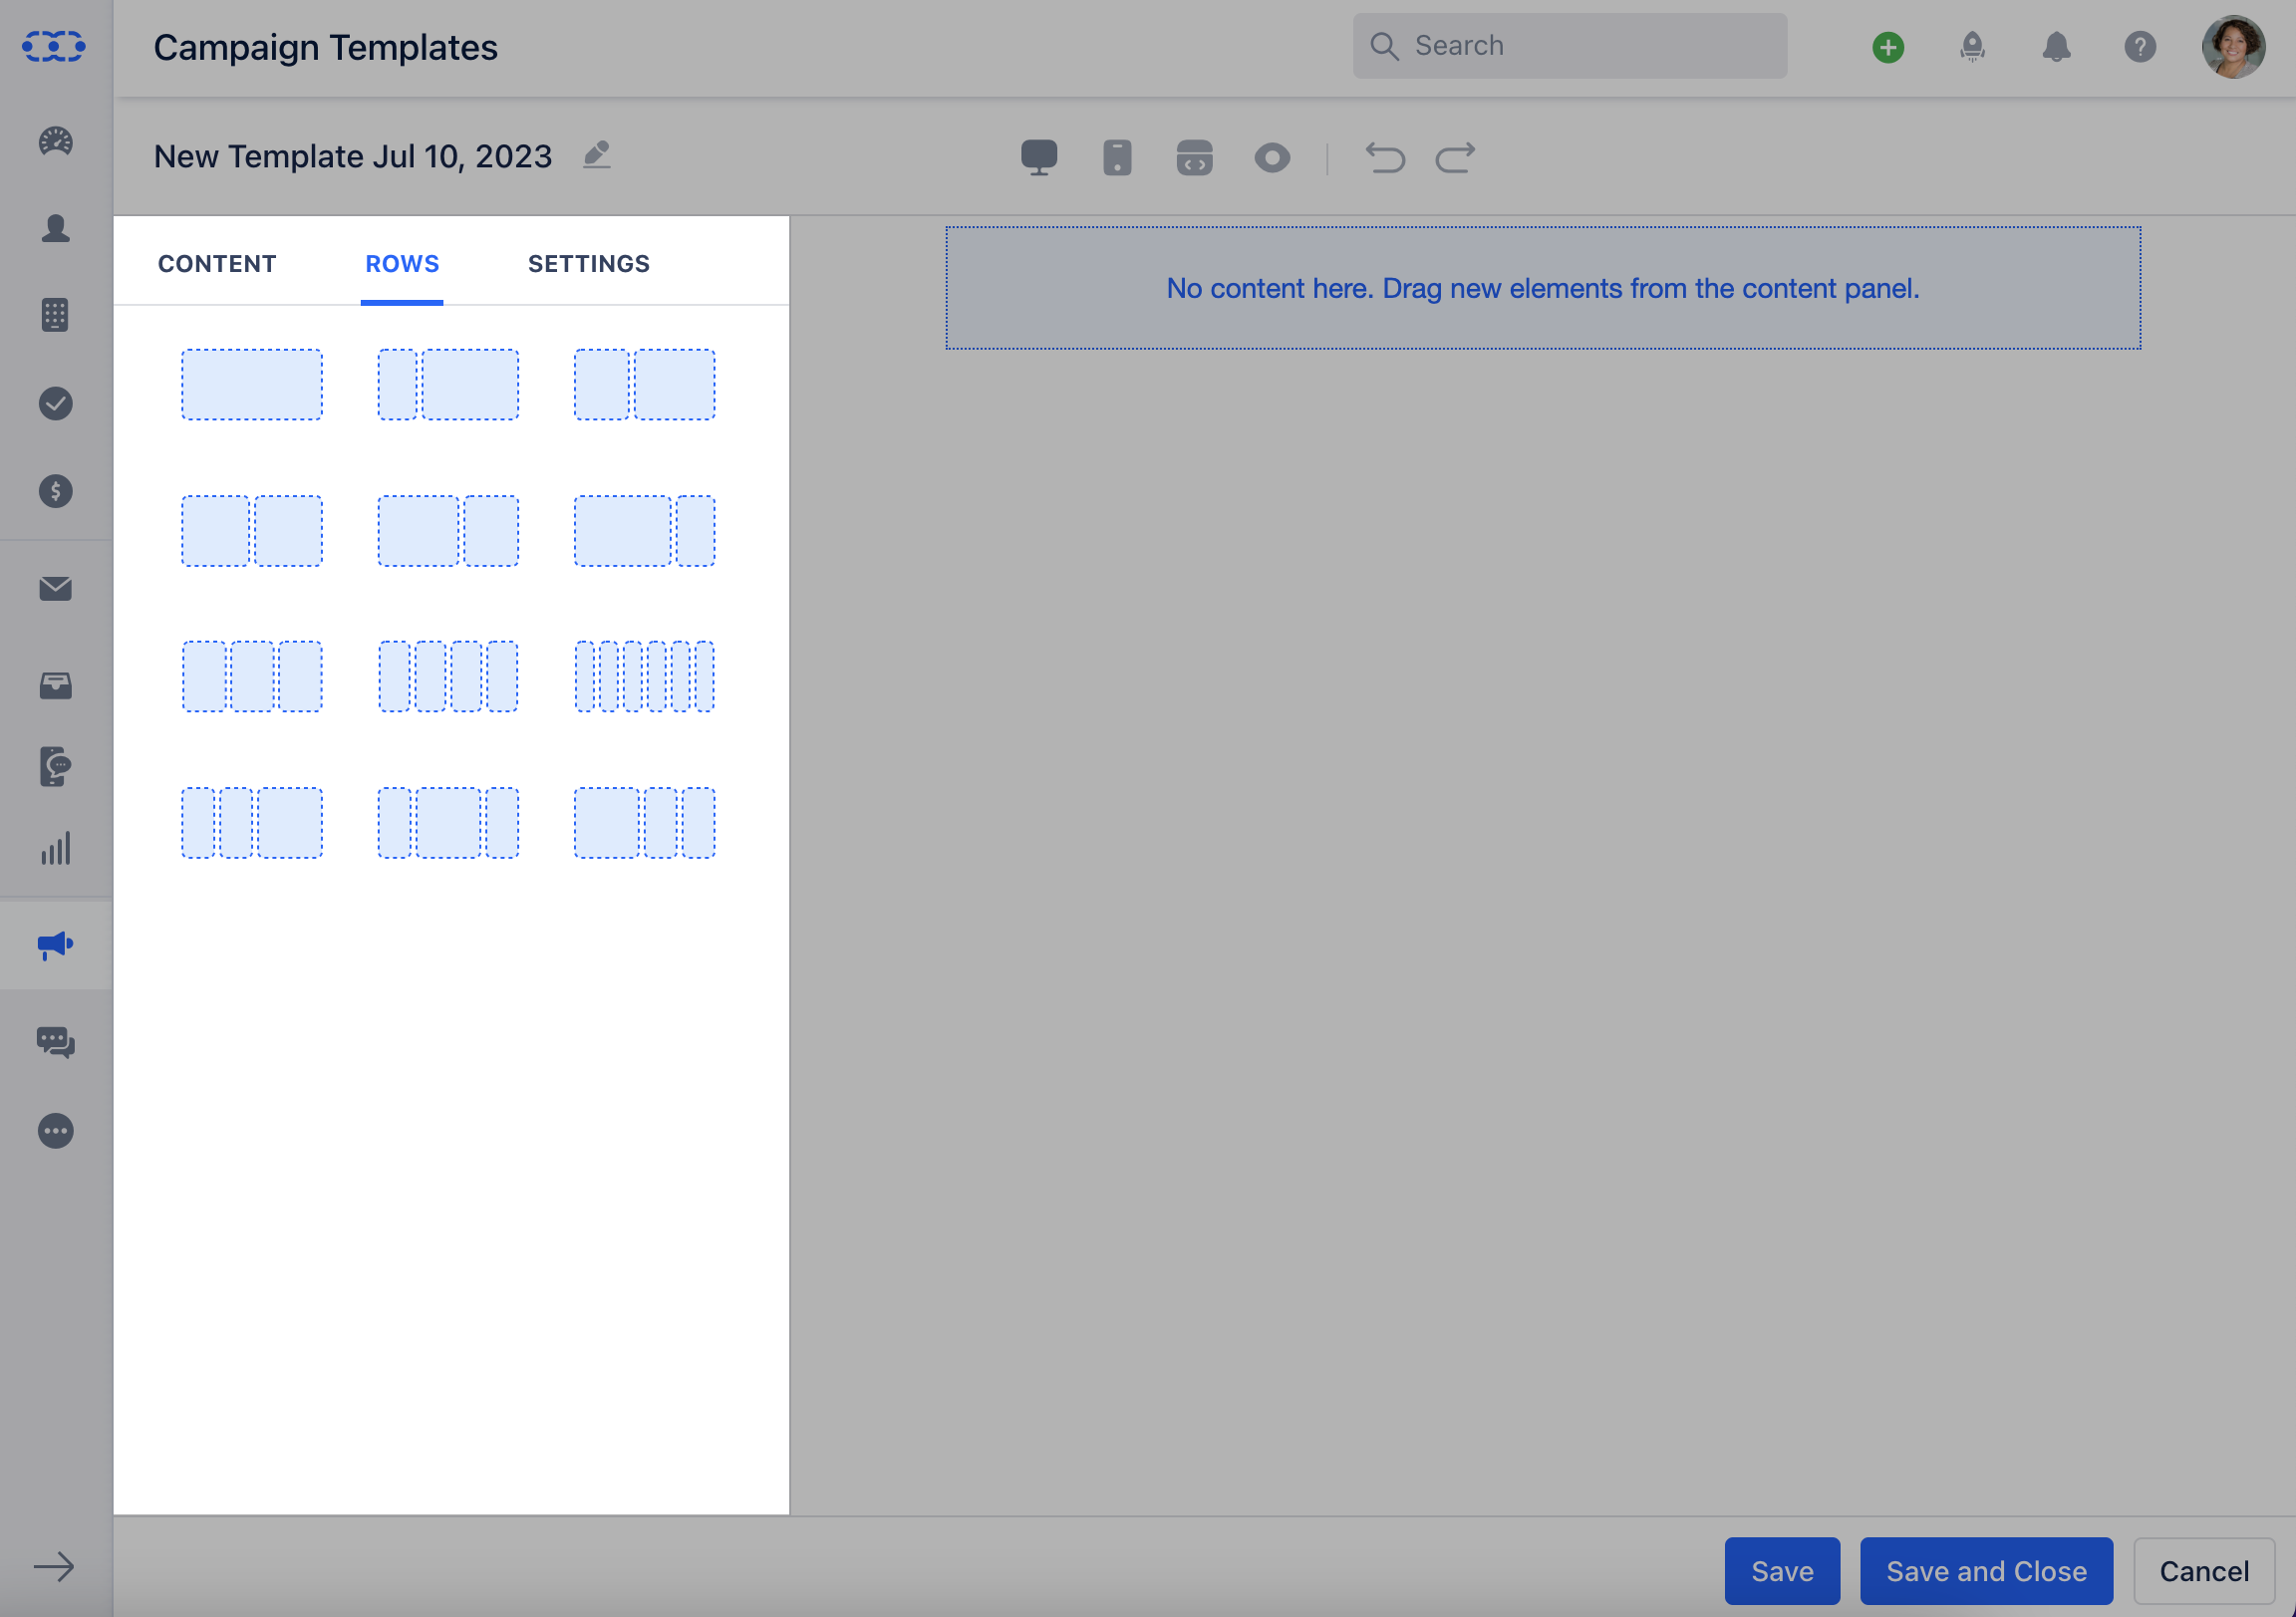 Campaign Templates
Search
New Template Jul 10, 2023
CONTENT
ROWS
SETTINGS
No content here. Drag new elements from the content panel.
Save
Save and Close
Cancel